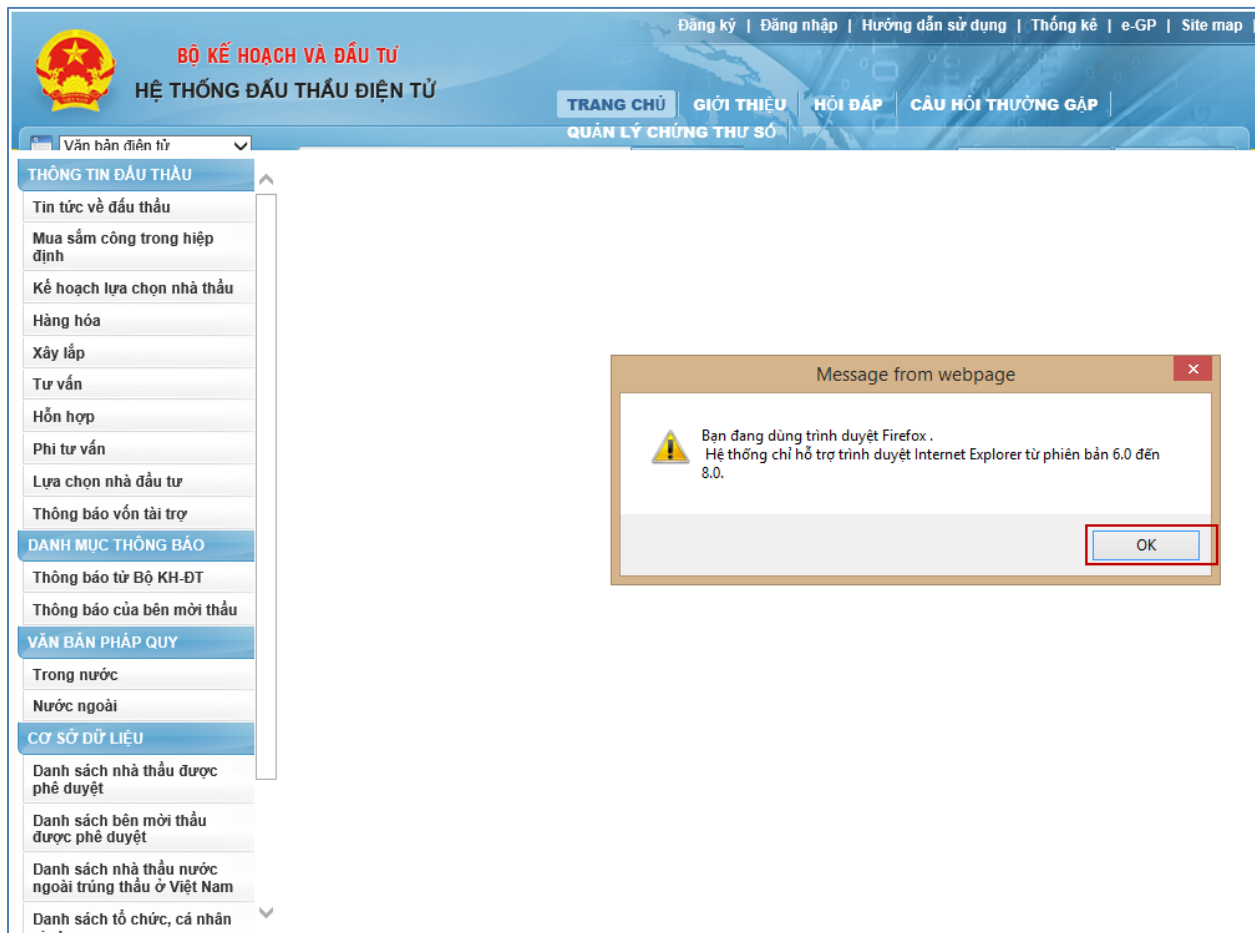 Đăng ký | Đăng nhập | Hướng dẫn sử dụng | Thống kê | e-GP | Site map |
BỘ KẾ HOẠCH VÀ ĐẦU TƯ
HỆ THỐNG ĐẤU THẦU ĐIỆN TỬ
TRANG CHỦ | GIỚI THIỆU | HỎI ĐÁP | CÂU HỎI THƯỜNG GẶP |
QUẢN LÝ CHỨNG THƯ SỐ |
Văn bản điện tử
THÔNG TIN ĐẤU THẦU
Tin tức về đấu thầu
Mua sắm công trong hiệp
định
Kế hoạch lựa chọn nhà thầu
Hàng hóa
Xây lắp
Tư vấn
Hỗn hợp
Phi tư vấn
Lựa chọn nhà đầu tư
Thông báo vốn tài trợ
DANH MỤC THÔNG BÁO
Thông báo từ Bộ KH-ĐT
Thông báo của bên mời thầu
VĂN BẢN PHÁP QUY
Trong nước
Nước ngoài
CƠ SỞ DỮ LIỆU
Danh sách nhà thầu được
phê duyệt
Danh sách bên mời thầu
được phê duyệt
Danh sách nhà thầu nước
ngoài trúng thầu ở Việt Nam
Danh sách tổ chức, cá nhân
Message from webpage
Bạn đang dùng trình duyệt Firefox .
Hệ thống chỉ hỗ trợ trình duyệt Internet Explorer từ phiên bản 6.0 đến
8.0.
OK